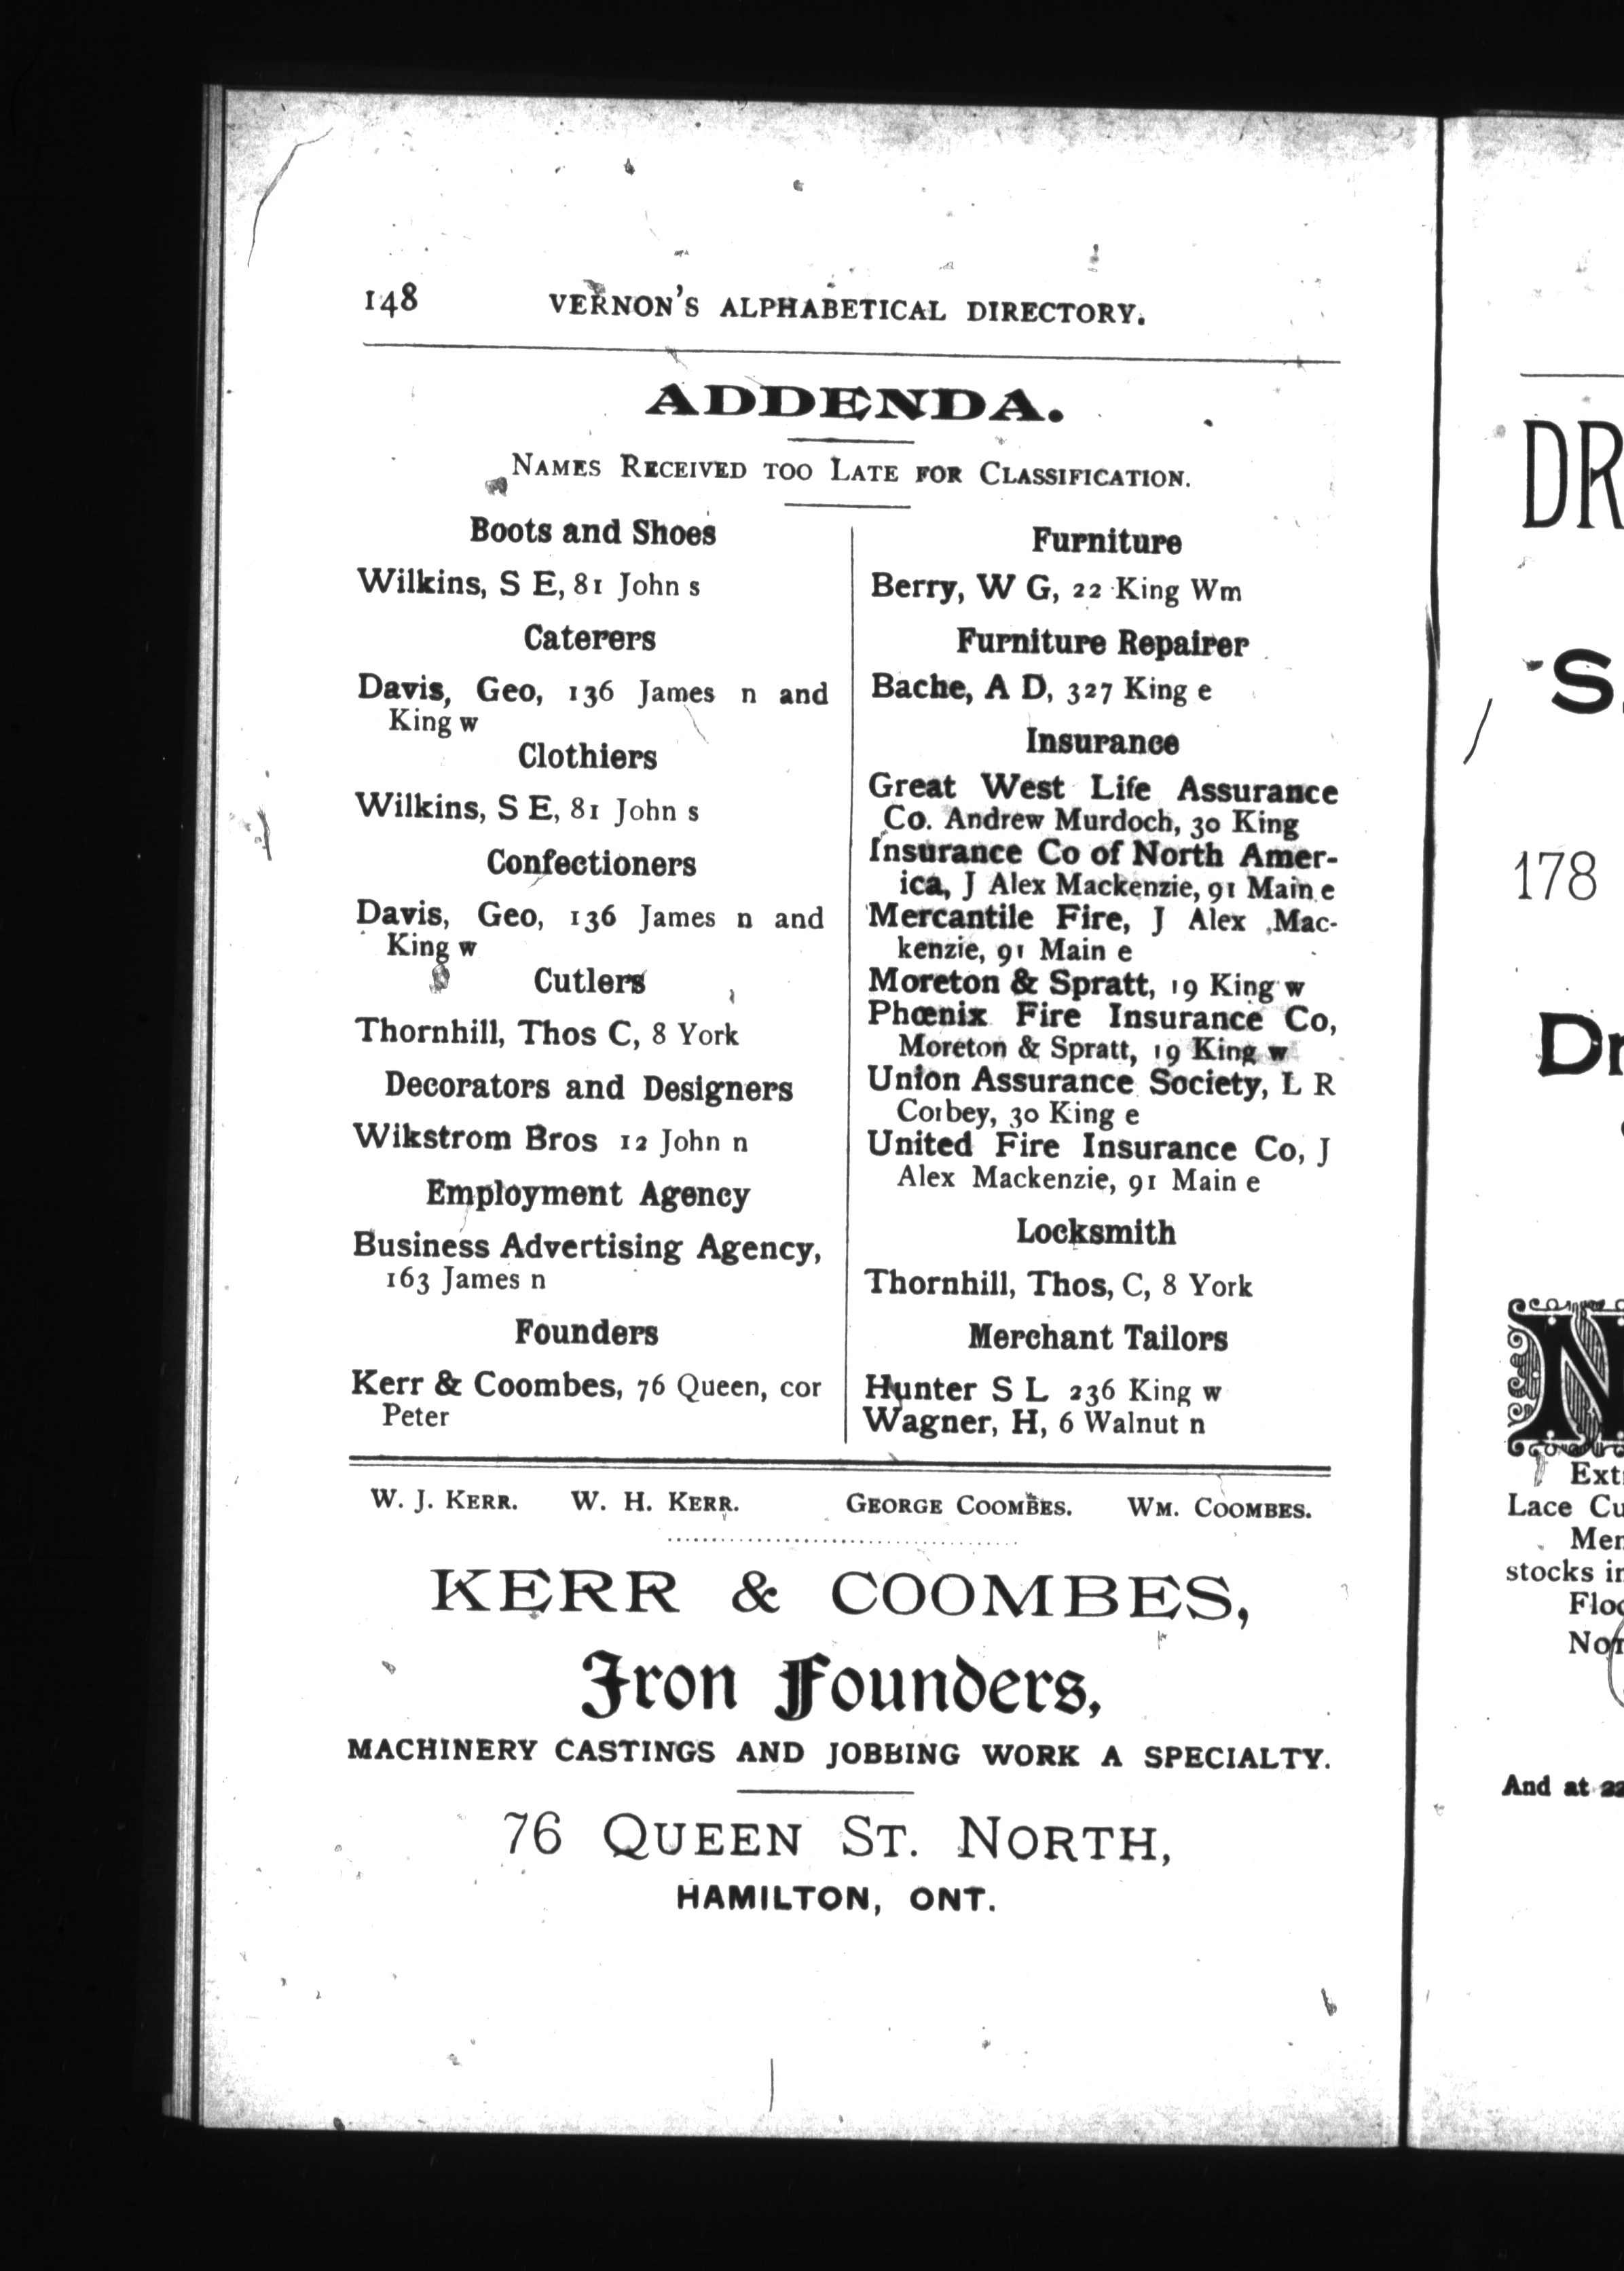 148 VERNON'S ALPHABETICAL DIRECTORY.
ADDENDA.
NAMES RECEIVED TOO LATE FOR CLASSIFICATION.
Boots and Shoes
Wilkins, S E, 81 John s
Caterers
Davis, Geo, 136 James n and
King w
Clothiers
Wilkins, S E, 81 John s
Confectioners
Davis, Geo, 136 James n and
King w
Cutlers
Thornhill, Thos C, 8 York
Decorators and Designers
Wikstrom Bros 12 John n
Employment Agency
Business Advertising Agency,
163 James n
Founders
Kerr & Coombes, 76 Queen, cor
Peter
Furniture
Berry, W G, 22 King Wm
Furniture Repairer
Bache, A D, 327 King e
Insurance
Great West Life Assurance
Co. Andrew Murdoch, 30 King
Insurance Co of North Amer-
ica, J Alex Mackenzie, 91 Main e
Mercantile Fire, J Alex Mac-
kenzie, 91 Main e
Moreton & Spratt, 19 King w
Phœnix Fire Insurance Co,
Moreton & Spratt, 19 King w
Union Assurance Society, L R
Corbey, 30 King e
United Fire Insurance Co, J
Alex Mackenzie, 91 Main e
Locksmith
Thornhill, Thos, C, 8 York
Merchant Tailors
Hunter S L 236 King w
Wagner, H, 6 Walnut n
W. J. KERR. W. H. KERR. GEORGE COOMBES. WM. COOMBES.
KERR & COOMBES,
Iron Founders,
MACHINERY CASTINGS AND JOBBING WORK A SPECIALTY.
76 QUEEN ST. NORTH,
HAMILTON, ONT.
DR
S
178
Dr
N
Ext
Lace Cu
Mer
stocks in
Floo
No
And at